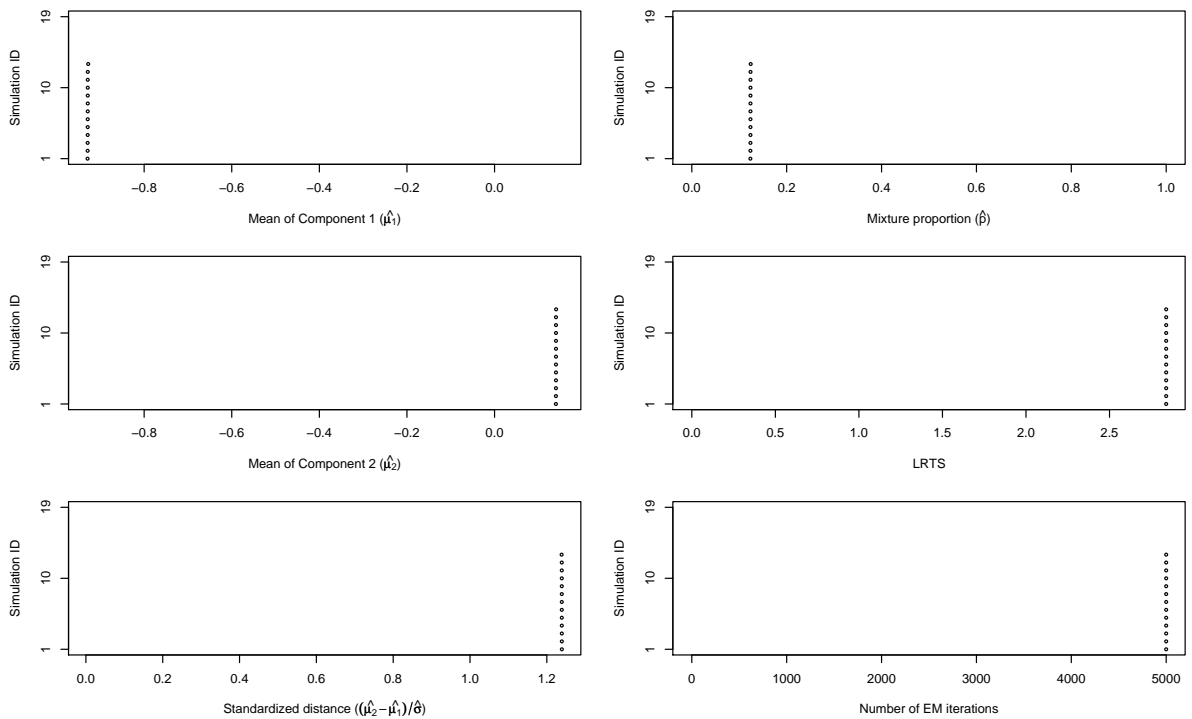 Simulation ID
19
10
1
−0.8 −0.6 −0.4 −0.2 0.0
Mean of Component 1 (μ̂₁)
Simulation ID
19
10
1
0.0 0.2 0.4 0.6 0.8 1.0
Mixture proportion (β̂)
Simulation ID
19
10
1
−0.8 −0.6 −0.4 −0.2 0.0
Mean of Component 2 (μ̂₂)
Simulation ID
19
10
1
0.0 0.5 1.0 1.5 2.0 2.5
LRTS
Simulation ID
19
10
1
0.0 0.2 0.4 0.6 0.8 1.0 1.2
Standardized distance ((μ̂₂−μ̂₁)/σ̂)
Simulation ID
19
10
1
0 1000 2000 3000 4000 5000
Number of EM iterations